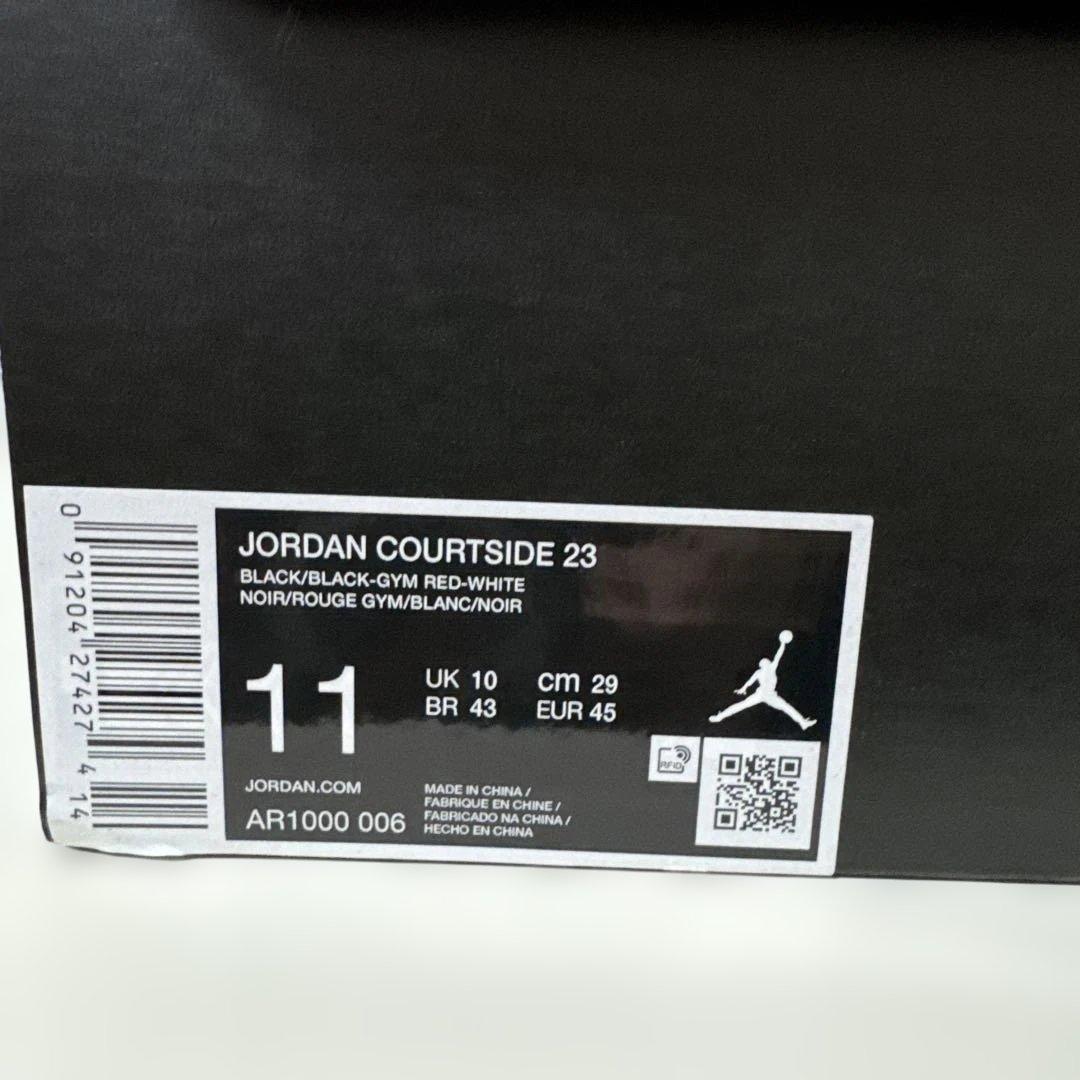 JORDAN COURTSIDE 23
BLACK/BLACK-GYM RED-WHITE
NOIR/ROUGE GYM/BLANC/NOIR
11
UK 10 cm 29
BR 43 EUR 45
RFID
JORDAN.COM
AR1000 006
MADE IN CHINA /
FABRIQUE EN CHINE /
FABRICADO NA CHINA /
HECHO EN CHINA
0 91204 27427 4 14